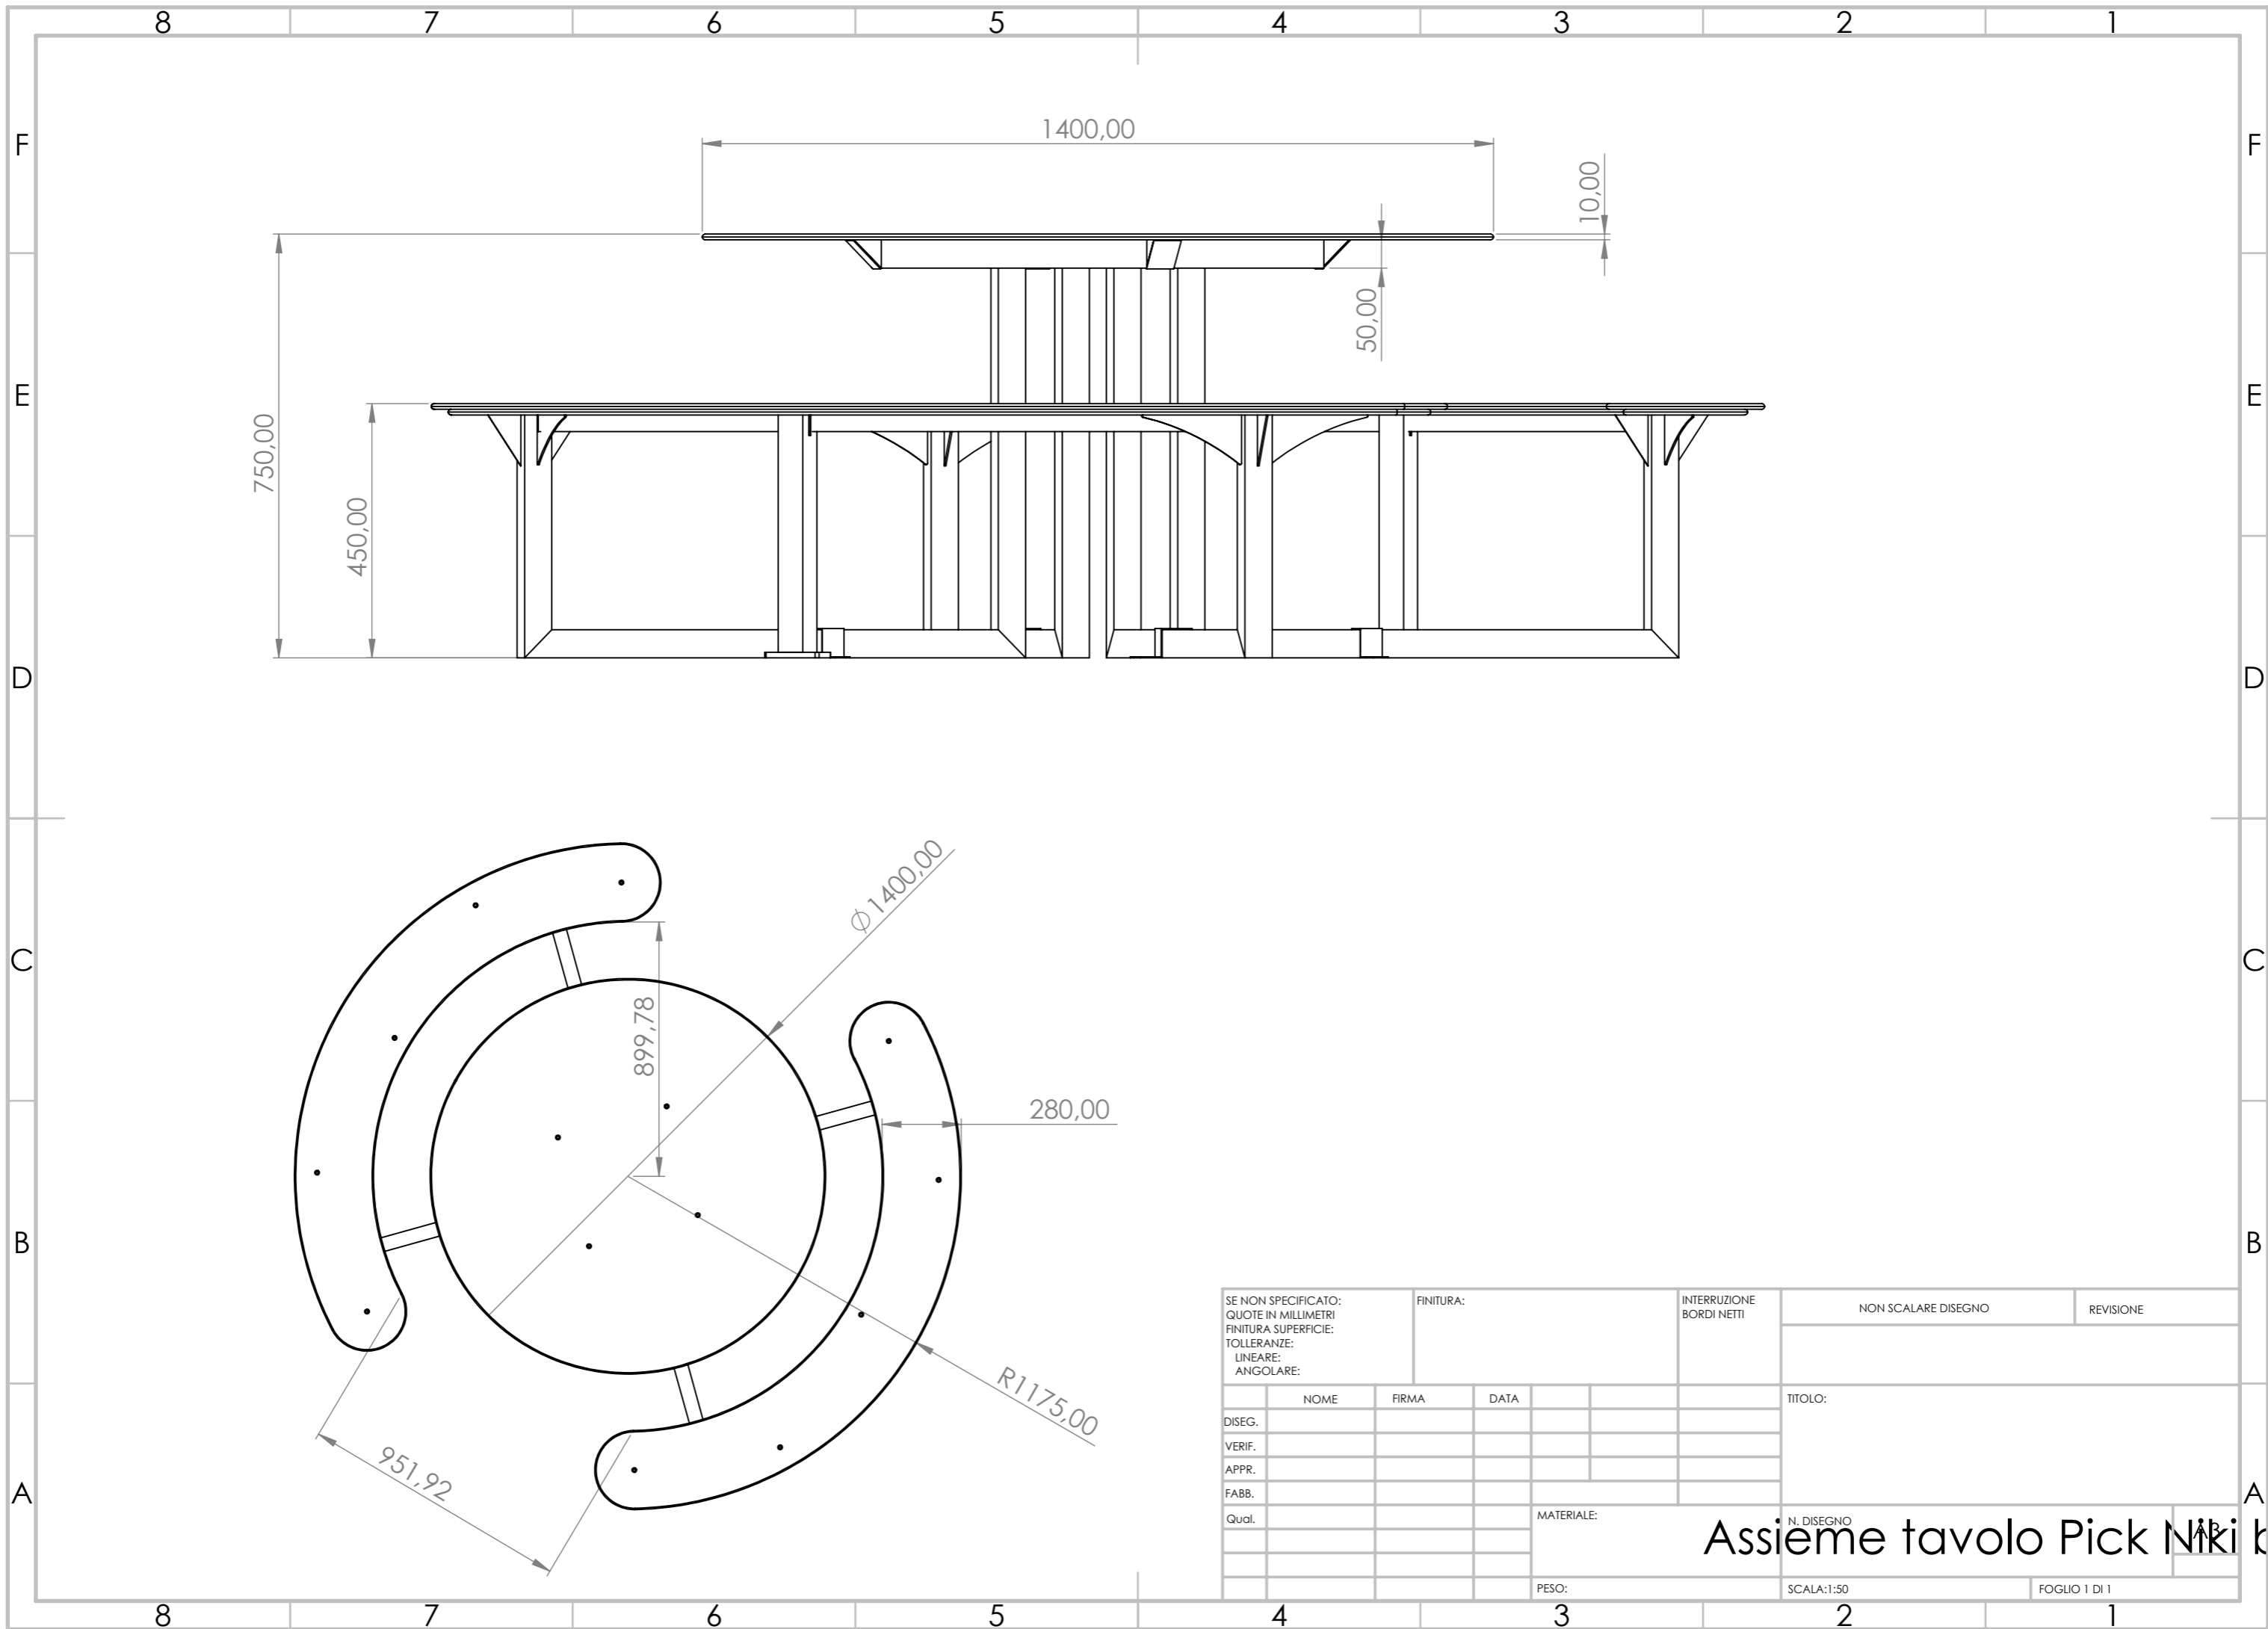 8 7 6 5 4 3 2 1
F F
1400,00
10,00
50,00
E E
750,00
450,00
D D
Ø1400,00
C C
899,78
280,00
B B
R1175,00
951,92
A A
SE NON SPECIFICATO:
QUOTE IN MILLIMETRI
FINITURA SUPERFICIE:
TOLLERANZE:
LINEARE:
ANGOLARE:
FINITURA:
INTERRUZIONE
BORDI NETTI
NON SCALARE DISEGNO
REVISIONE
NOME FIRMA DATA
TITOLO:
DISEG.
VERIF.
APPR.
FABB.
Qual.
MATERIALE:
N. DISEGNO
Assieme tavolo Pick Niki
A3
PESO:
SCALA:1:50
FOGLIO 1 DI 1
8 7 6 5 4 3 2 1